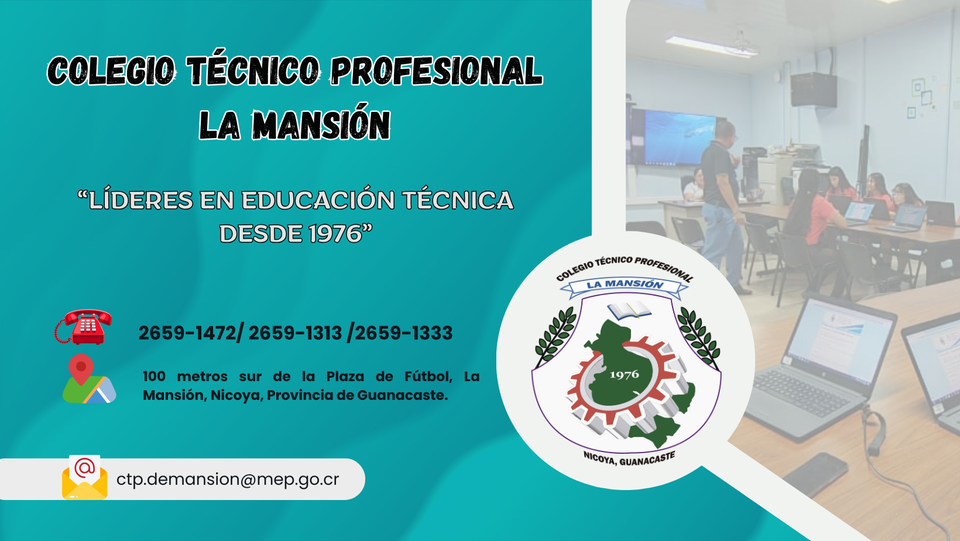 COLEGIO TÉCNICO PROFESIONAL
LA MANSIÓN
“LÍDERES EN EDUCACIÓN TÉCNICA
DESDE 1976”
2659-1472/ 2659-1313 /2659-1333
100 metros sur de la Plaza de Fútbol, La
Mansión, Nicoya, Provincia de Guanacaste.
@
ctp.demansion@mep.go.cr
COLEGIO TÉCNICO PROFESIONAL
LA MANSIÓN
1976
NICOYA, GUANACASTE